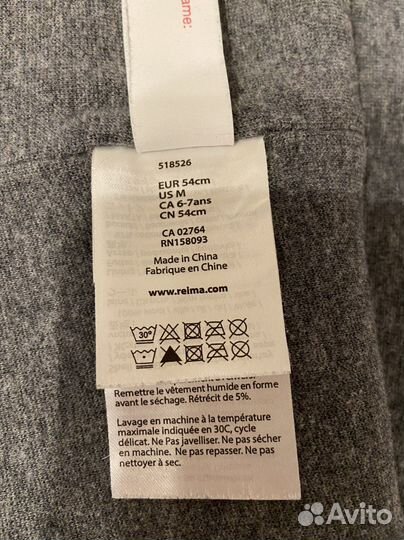 ame:
518526
EUR 54cm
US M
CA 6-7ans
CN 54cm
CA 02764
RN158093
Made in China
Fabrique en Chine
www.reima.com
30°
Remettre le vêtement humide en forme
avant le séchage. Rétrécit de 5%.
Lavage en machine à la température
maximale indiquée en 30C, cycle
délicat. Ne Pas javelliser. Ne pas sécher
en machine. Ne pas repasser. Ne pas
nettoyer à sec.
Avito